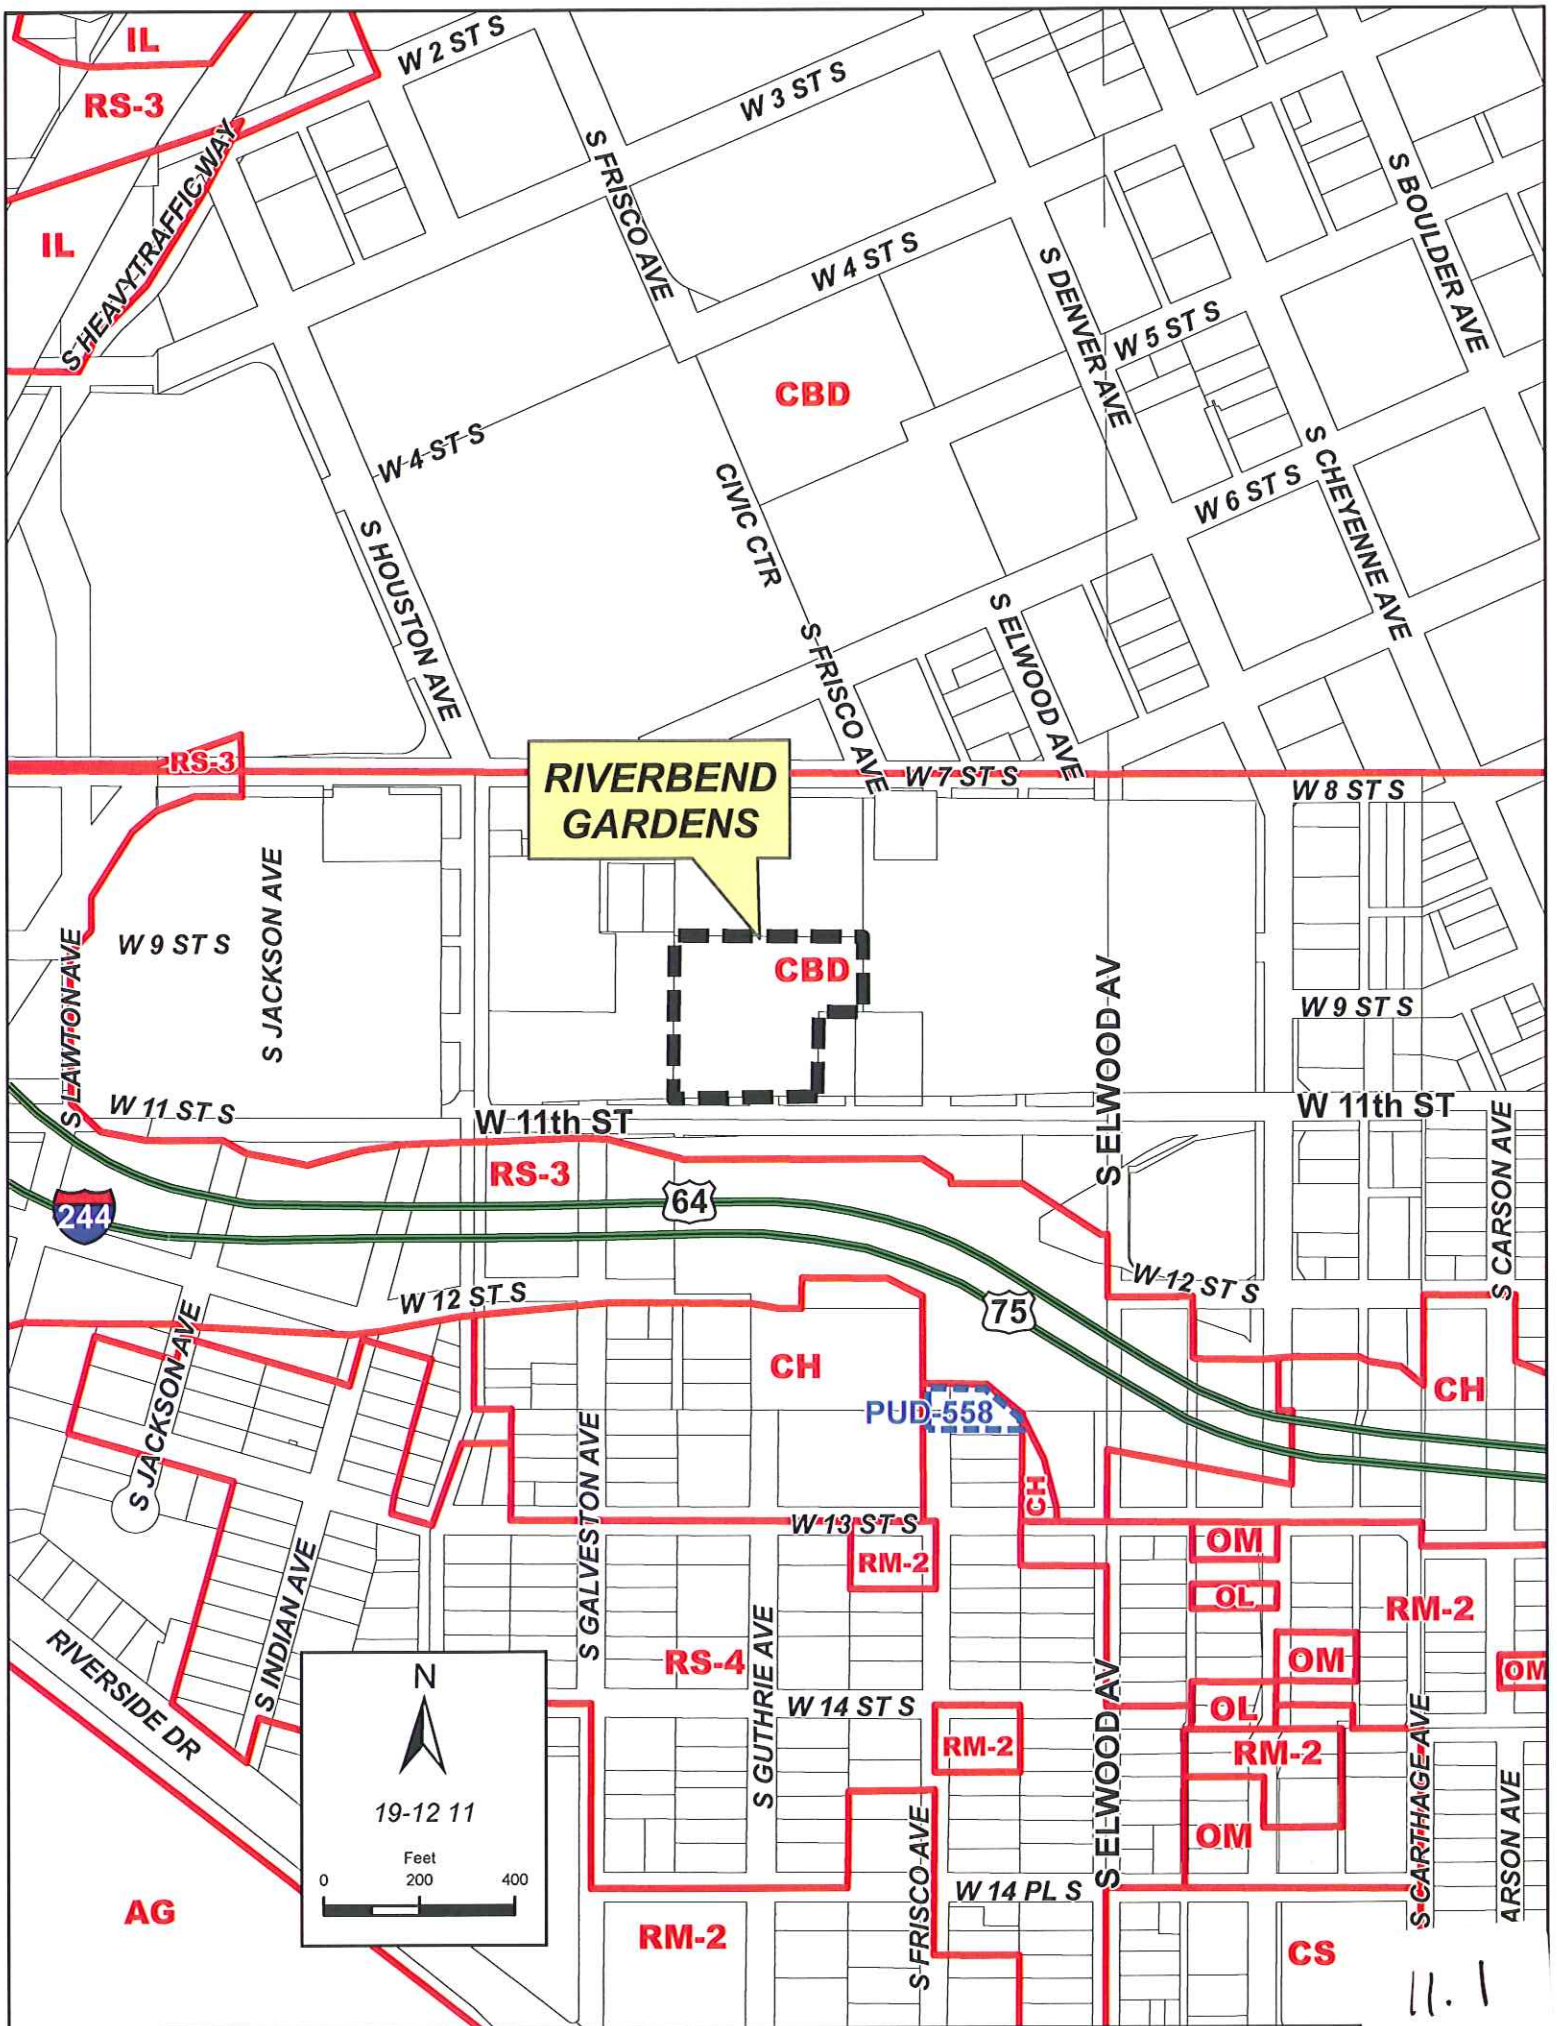 IL
W 2 ST S
RS-3
W 3 ST S
S HEAVYTRAFFIC WAY
S FRISCO AVE
S BOULDER AVE
IL
W 4 ST S
S DENVER AVE
W 5 ST S
CBD
W 4 ST S
CIVIC CTR
S CHEYENNE AVE
W 6 ST S
S HOUSTON AVE
S ELWOOD AVE
S FRISCO AVE
RS-3
W 7 ST S
W 8 ST S
RIVERBEND
GARDENS
S JACKSON AVE
W 9 ST S
S LAWTON AVE
CBD
S ELWOOD AV
W 9 ST S
W 11 ST S
W 11th ST
W 11th ST
S CARSON AVE
RS-3
64
244
W 12 ST S
W 12 ST S
75
S JACKSON AVE
CH
CH
PUD-558
S GALVESTON AVE
CH
W 13 ST S
OM
RM-2
S INDIAN AVE
OL
RM-2
S GUTHRIE AVE
RS-4
OM
OM
RIVERSIDE DR
S ELWOOD AV
W 14 ST S
OL
RM-2
RM-2
S CARTHAGE AVE
N
19-12 11
Feet
0 200 400
OM
S FRISCO AVE
ARSON AVE
W 14 PL S
AG
RM-2
CS
11.1